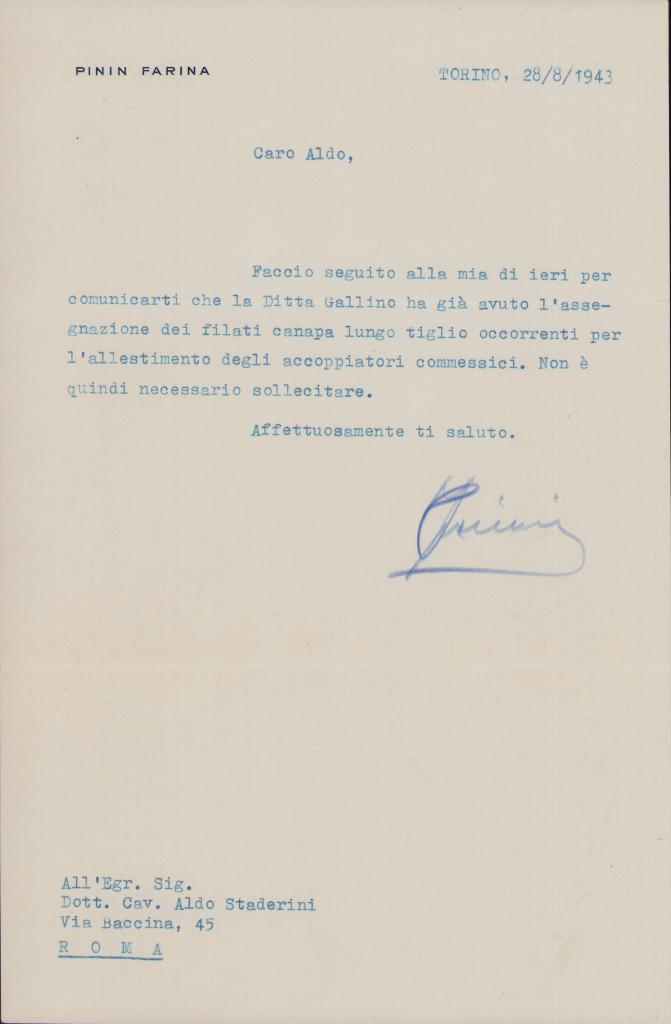 PININ FARINA
TORINO, 28/8/1943
Caro Aldo,
Faccio seguito alla mia di ieri per
comunicarti che la Ditta Gallino ha già avuto l'asse-
gnazione dei filati canapa lungo tiglio occorrenti per
l'allestimento degli accoppiatori commessici. Non è
quindi necessario sollecitare.
Affettuosamente ti saluto.
Pinin
All'Egr. Sig.
Dott. Cav. Aldo Staderini
Via Baccina, 45
R O M A